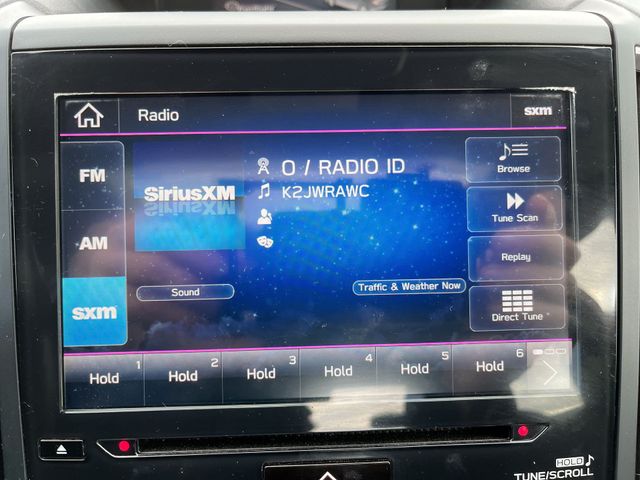 Radio
sxm
FM
AM
sxm
SiriusXM
0 / RADIO ID
K2JWRAWC
Browse
Tune Scan
Replay
Direct Tune
Sound
Traffic & Weather Now
Hold 1
Hold 2
Hold 3
Hold 4
Hold 5
Hold 6
HOLD
TUNE/SCROLL